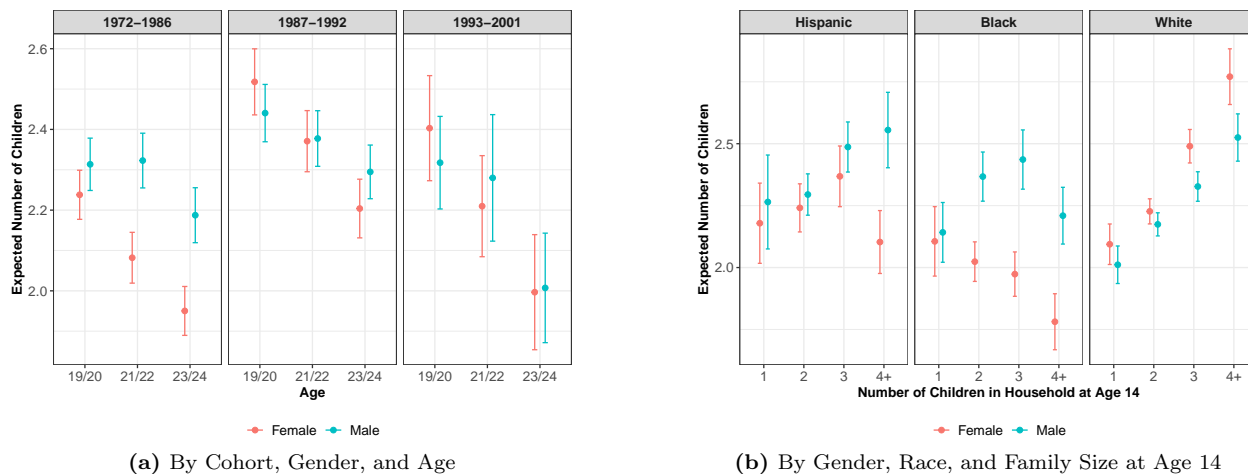 1972−1986 1987−1992 1993−2001
Expected Number of Children
2.6
2.4
2.2
2.0
19/20 21/22 23/24 19/20 21/22 23/24 19/20 21/22 23/24
Age
Female Male
(a) By Cohort, Gender, and Age
Hispanic Black White
Expected Number of Children
2.5
2.0
1 2 3 4+ 1 2 3 4+ 1 2 3 4+
Number of Children in Household at Age 14
Female Male
(b) By Gender, Race, and Family Size at Age 14